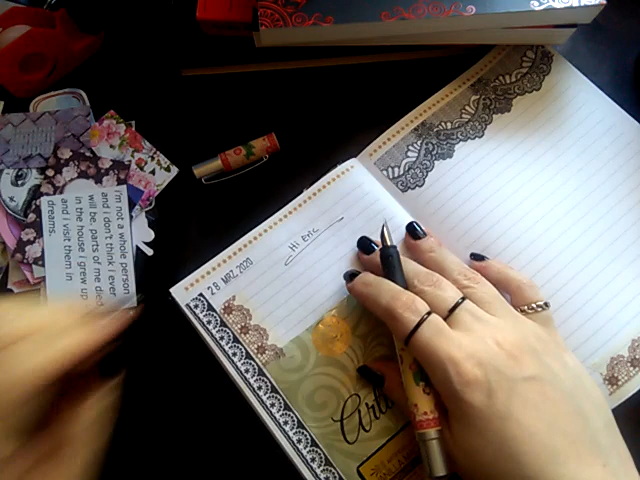 i'm not a whole person
and i don't think i ever
will be. parts of me died
in the house i grew up
and i visit them in
dreams.
Hi Eric
28 MRZ. 2020